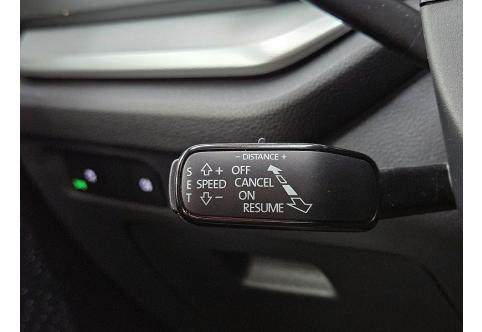 - DISTANCE +
S + OFF
E SPEED CANCEL
T - ON
RESUME